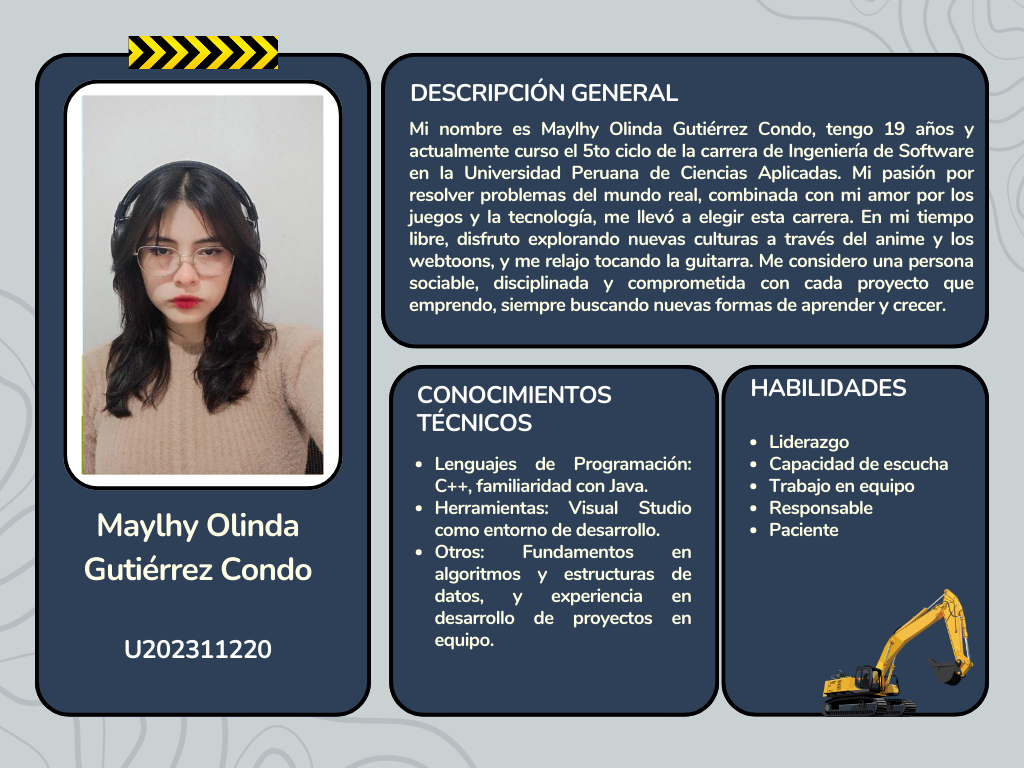 Maylhy Olinda
Gutiérrez Condo
U202311220
DESCRIPCIÓN GENERAL
Mi nombre es Maylhy Olinda Gutiérrez Condo, tengo 19 años y
actualmente curso el 5to ciclo de la carrera de Ingeniería de Software
en la Universidad Peruana de Ciencias Aplicadas. Mi pasión por
resolver problemas del mundo real, combinada con mi amor por los
juegos y la tecnología, me llevó a elegir esta carrera. En mi tiempo
libre, disfruto explorando nuevas culturas a través del anime y los
webtoons, y me relajo tocando la guitarra. Me considero una persona
sociable, disciplinada y comprometida con cada proyecto que
emprendo, siempre buscando nuevas formas de aprender y crecer.
CONOCIMIENTOS
TÉCNICOS
• Lenguajes de Programación:
C++, familiaridad con Java.
• Herramientas: Visual Studio
como entorno de desarrollo.
• Otros: Fundamentos en
algoritmos y estructuras de
datos, y experiencia en
desarrollo de proyectos en
equipo.
HABILIDADES
• Liderazgo
• Capacidad de escucha
• Trabajo en equipo
• Responsable
• Paciente